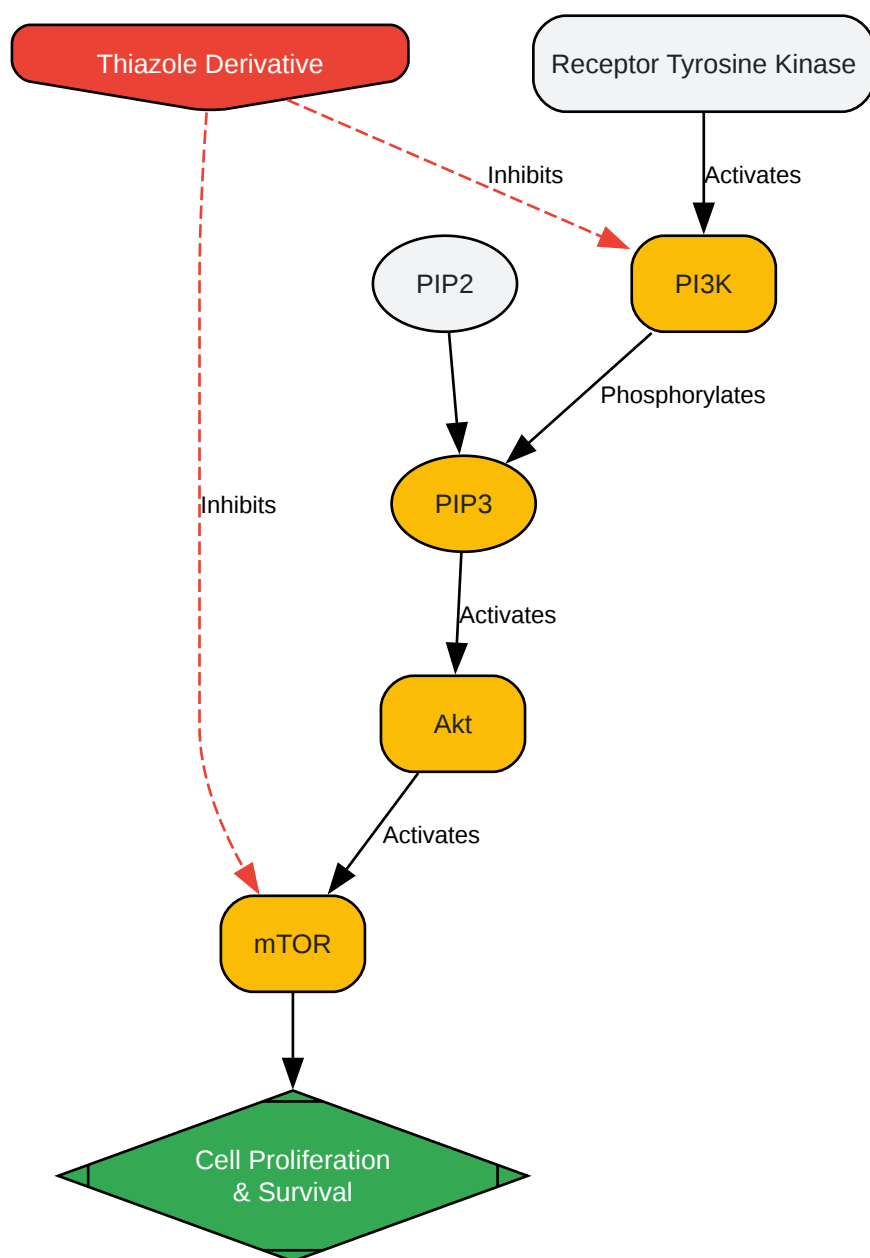 Thiazole Derivative
Receptor Tyrosine Kinase
Inhibits
Activates
PIP2
PI3K
Phosphorylates
Inhibits
PIP3
Activates
Akt
Activates
mTOR
Cell Proliferation
& Survival